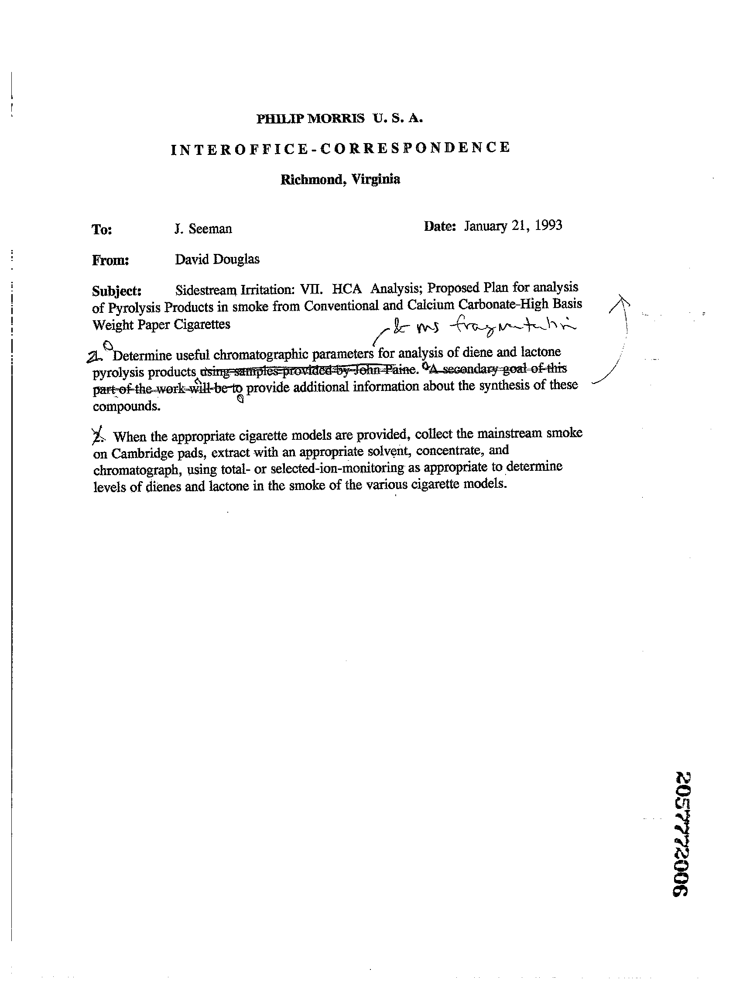 PHILIP MORRIS U. S. A.
INTEROFFICE-CORRESPONDENCE
Richmond, Virginia
To: J. Seeman Date: January 21, 1993
From: David Douglas
Subject: Sidestream Irritation: VII. HCA Analysis; Proposed Plan for analysis
of Pyrolysis Products in smoke from Conventional and Calcium Carbonate-High Basis
Weight Paper Cigarettes
& ms fragmentation
Determine useful chromatographic parameters for analysis of diene and lactone
pyrolysis products using samples provided by John Paine. A secondary goal of this
part of the work will be to provide additional information about the synthesis of these
compounds.
2. When the appropriate cigarette models are provided, collect the mainstream smoke
on Cambridge pads, extract with an appropriate solvent, concentrate, and
chromatograph, using total- or selected-ion-monitoring as appropriate to determine
levels of dienes and lactone in the smoke of the various cigarette models.
2057772006